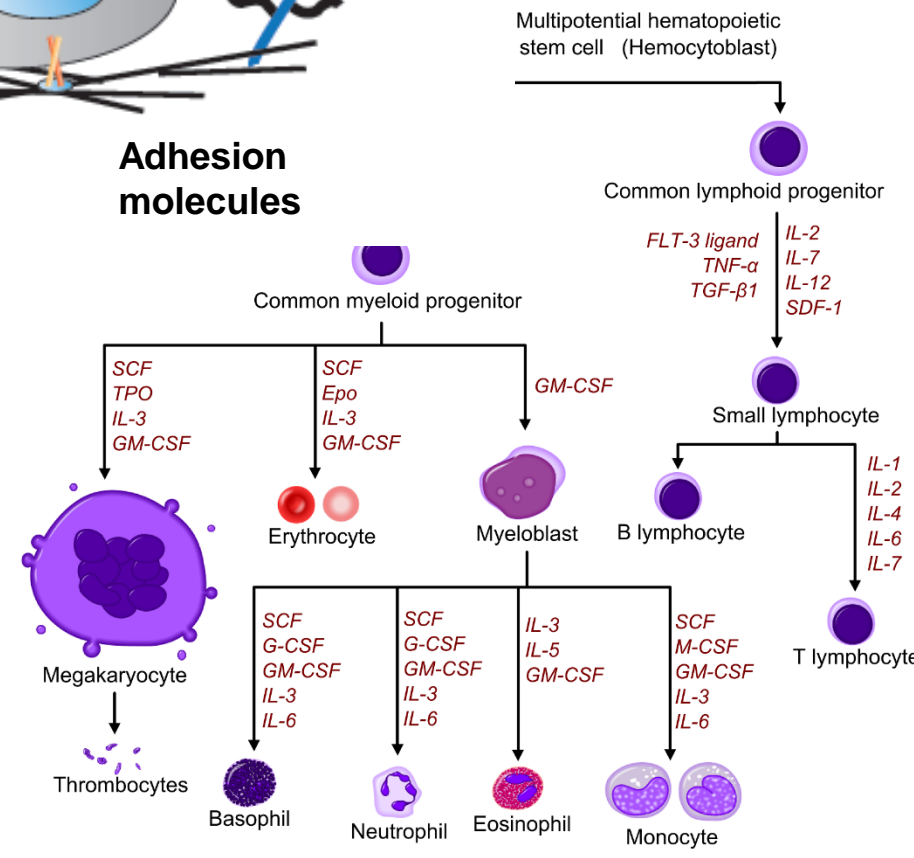 Multipotential hematopoietic
stem cell (Hemocytoblast)
Adhesion
molecules
Common lymphoid progenitor
FLT-3 ligand
TNF-α
TGF-β1
IL-2
IL-7
IL-12
SDF-1
Common myeloid progenitor
SCF
TPO
IL-3
GM-CSF
SCF
Epo
IL-3
GM-CSF
GM-CSF
Small lymphocyte
Erythrocyte
Myeloblast
B lymphocyte
IL-1
IL-2
IL-4
IL-6
IL-7
T lymphocyte
Megakaryocyte
Thrombocytes
SCF
G-CSF
GM-CSF
IL-3
IL-6
SCF
G-CSF
GM-CSF
IL-3
IL-6
IL-3
IL-5
GM-CSF
SCF
M-CSF
GM-CSF
IL-3
IL-6
Basophil
Neutrophil
Eosinophil
Monocyte